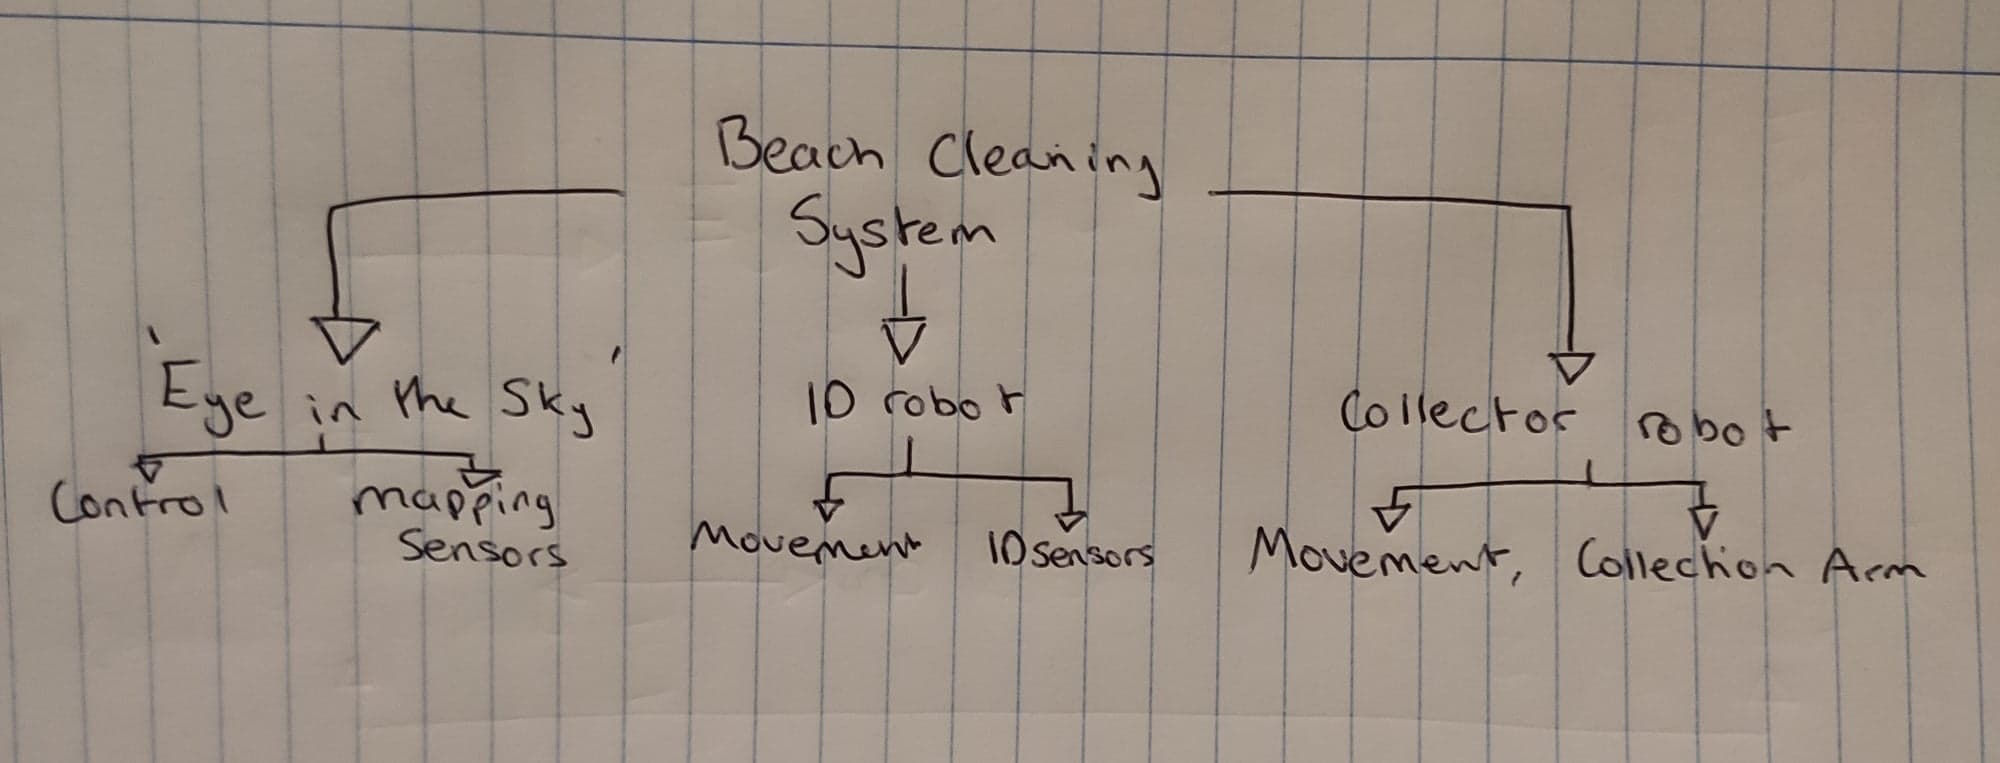 Beach Cleaning
System
'Eye in the Sky'
ID robot
Collector robot
Control
mapping
Sensors
Movement
ID sensors
Movement, Collection Arm